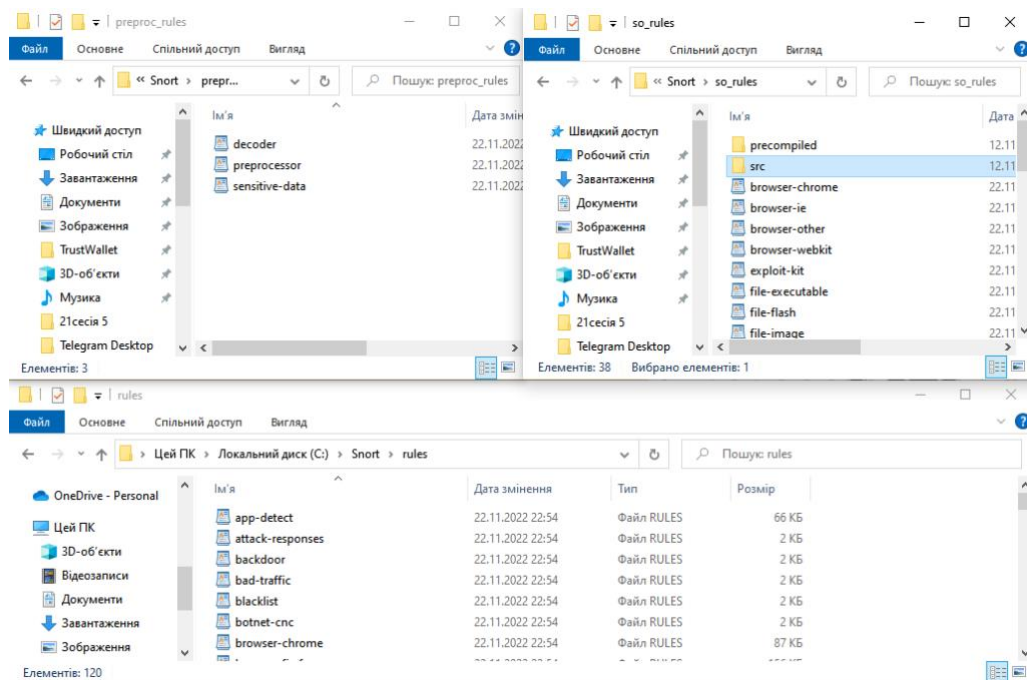 preproc_rules
Файл Основне Спільний доступ Вигляд
« Snort › prepr...
Пошук: preproc_rules
Швидкий доступ
Робочий стіл
Завантаження
Документи
Зображення
TrustWallet
3D-об'єкти
Музика
21сесія 5
Telegram Desktop
Ім'я Дата змін
decoder 22.11.2022
preprocessor 22.11.2022
sensitive-data 22.11.2022
Елементів: 3
so_rules
Файл Основне Спільний доступ Вигляд
« Snort › so_rules
Пошук: so_rules
Швидкий доступ
Робочий стіл
Завантаження
Документи
Зображення
TrustWallet
3D-об'єкти
Музика
21сесія 5
Telegram Desktop
Ім'я Дата
precompiled 12.11
src 12.11
browser-chrome 22.11
browser-ie 22.11
browser-other 22.11
browser-webkit 22.11
exploit-kit 22.11
file-executable 22.11
file-flash 22.11
file-image 22.11
Елементів: 38 Вибрано елементів: 1
rules
Файл Основне Спільний доступ Вигляд
› Цей ПК › Локальний диск (C:) › Snort › rules
Пошук: rules
OneDrive - Personal
Цей ПК
3D-об'єкти
Відеозаписи
Документи
Завантаження
Зображення
Ім'я Дата змінення Тип Розмір
app-detect 22.11.2022 22:54 Файл RULES 66 КБ
attack-responses 22.11.2022 22:54 Файл RULES 2 КБ
backdoor 22.11.2022 22:54 Файл RULES 2 КБ
bad-traffic 22.11.2022 22:54 Файл RULES 2 КБ
blacklist 22.11.2022 22:54 Файл RULES 2 КБ
botnet-cnc 22.11.2022 22:54 Файл RULES 2 КБ
browser-chrome 22.11.2022 22:54 Файл RULES 87 КБ
Елементів: 120